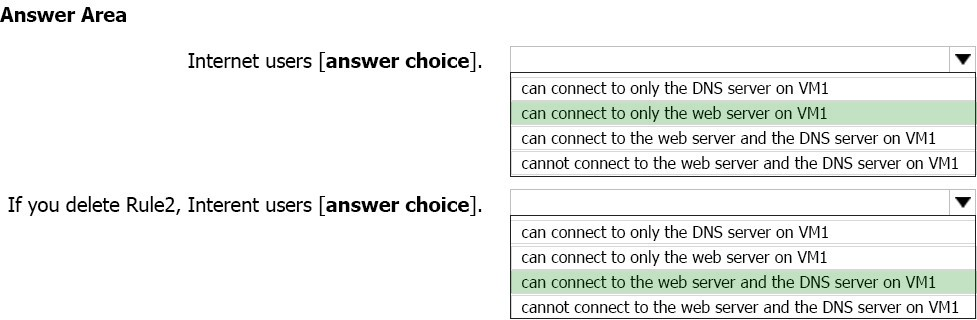 Answer Area
Internet users [answer choice].
can connect to only the DNS server on VM1
can connect to only the web server on VM1
can connect to the web server and the DNS server on VM1
cannot connect to the web server and the DNS server on VM1
If you delete Rule2, Interent users [answer choice].
can connect to only the DNS server on VM1
can connect to only the web server on VM1
can connect to the web server and the DNS server on VM1
cannot connect to the web server and the DNS server on VM1